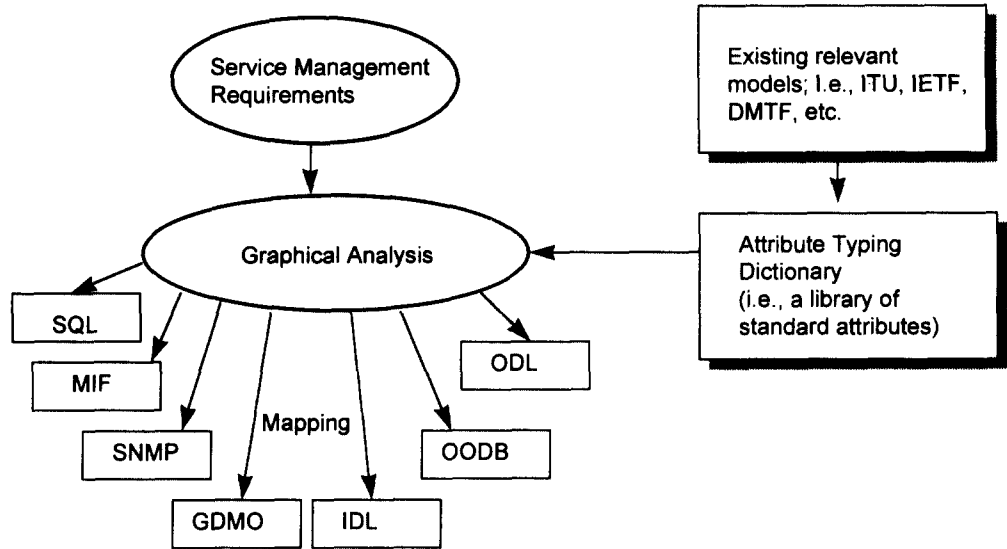 Service Management
Requirements
Existing relevant
models; I.e., ITU, IETF,
DMTF, etc.
Graphical Analysis
Attribute Typing
Dictionary
(i.e., a library of
standard attributes)
SQL
MIF
SNMP
Mapping
GDMO
IDL
OODB
ODL